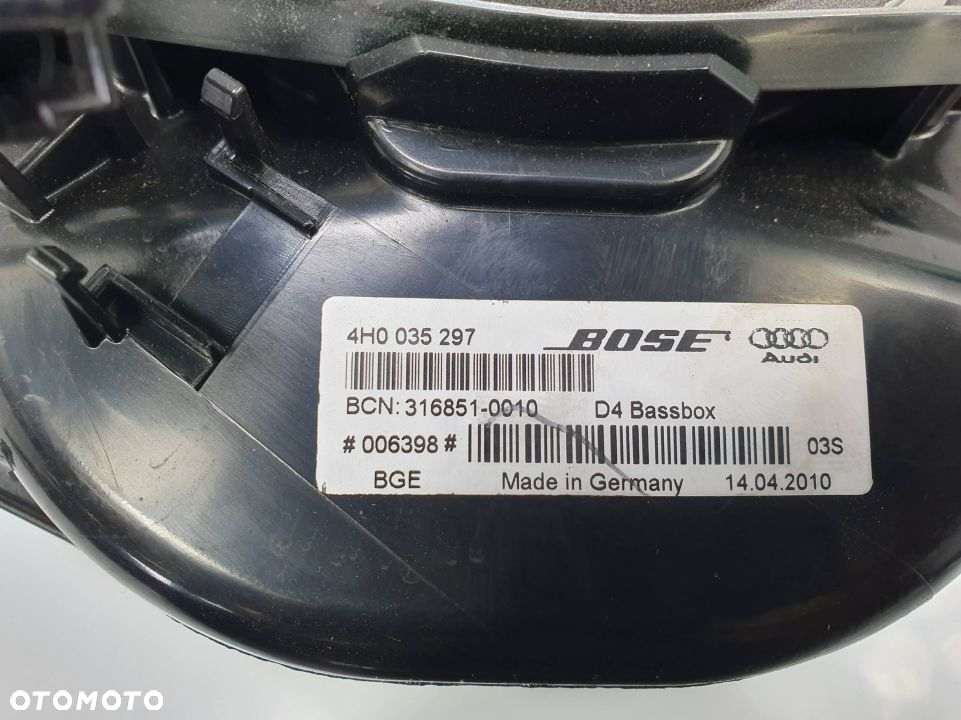 4H0 035 297 BOSE Audi
BCN: 316851-0010 D4 Bassbox
# 006398 # 03S
BGE Made in Germany 14.04.2010
OTOMOTO